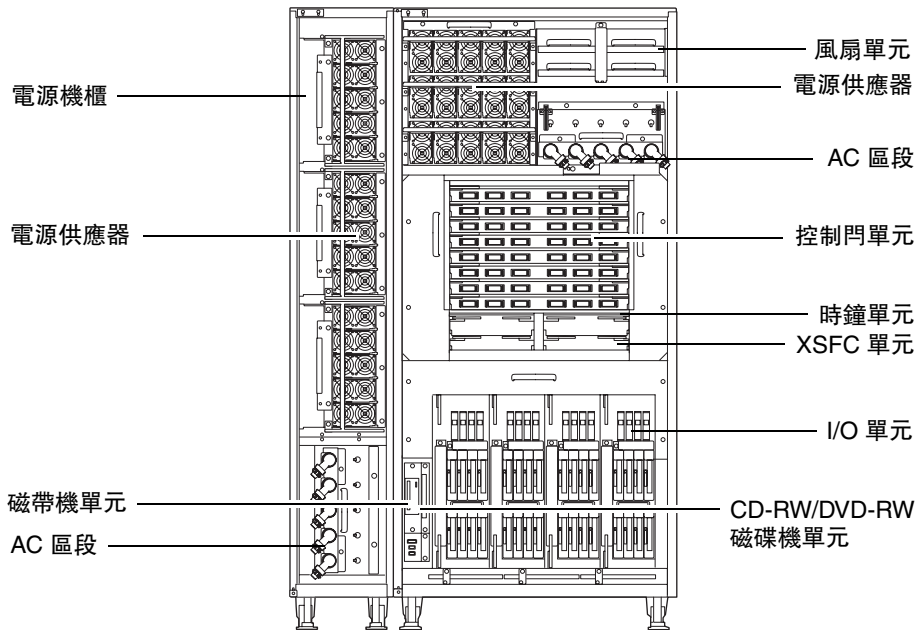 電源機櫃
電源供應器
磁帶機單元
AC 區段
風扇單元
電源供應器
AC 區段
控制閂單元
時鐘單元
XSFC 單元
I/O 單元
CD-RW/DVD-RW
磁碟機單元